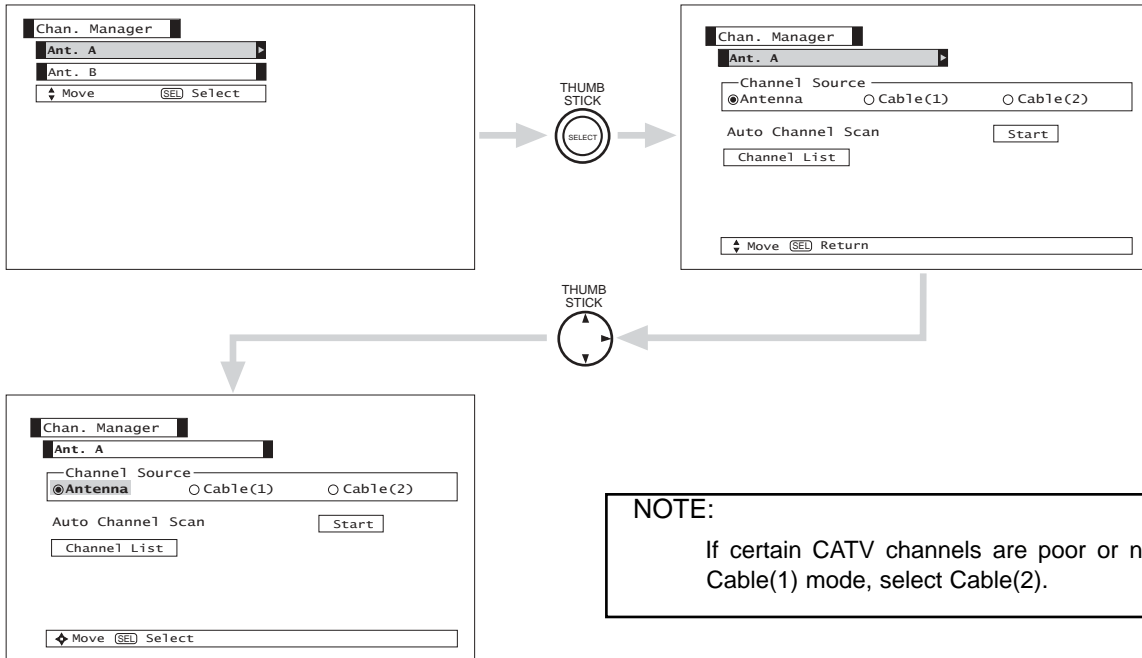 Chan. Manager
Ant. A
Ant. B
Move SEL Select
THUMB
STICK
SELECT
Chan. Manager
Ant. A
Channel Source
Antenna Cable(1) Cable(2)
Auto Channel Scan Start
Channel List
Move SEL Return
THUMB
STICK
Chan. Manager
Ant. A
Channel Source
Antenna Cable(1) Cable(2)
Auto Channel Scan Start
Channel List
Move SEL Select
NOTE:
If certain CATV channels are poor or
Cable(1) mode, select Cable(2).